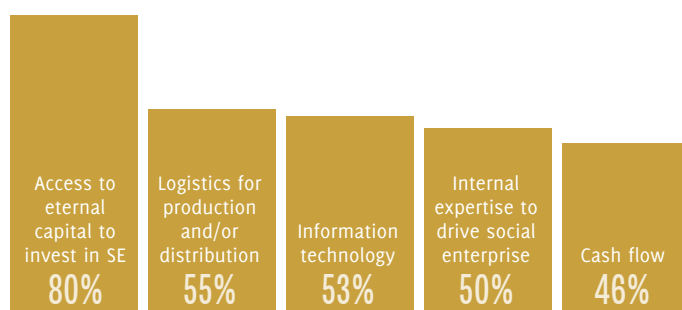 Access to
eternal
capital to
invest in SE
80%
Logistics for
production
and/or
distribution
55%
Information
technology
53%
Internal
expertise to
drive social
enterprise
50%
Cash flow
46%